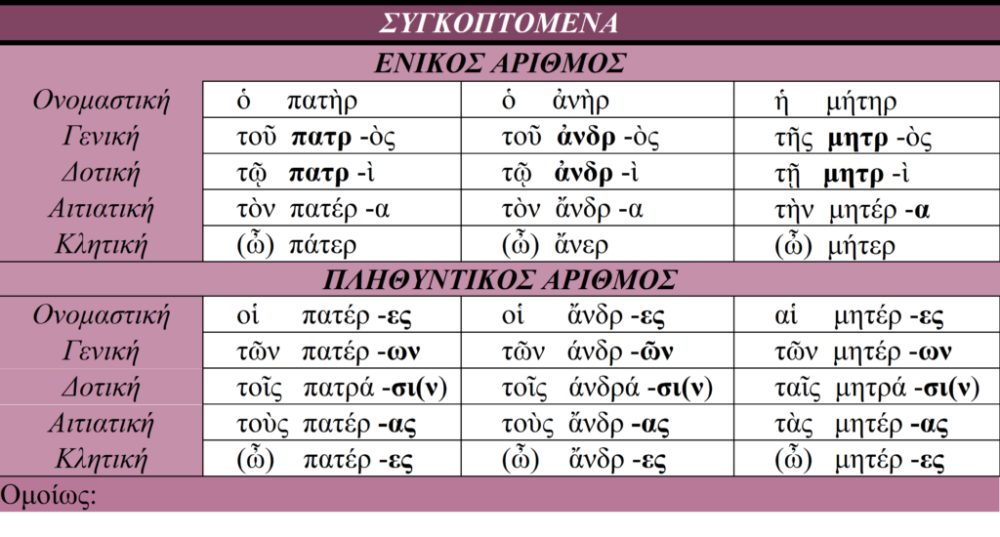 ΣΥΓΚΟΠΤΟΜΕΝΑ
ΕΝΙΚΟΣ ΑΡΙΘΜΟΣ
Ονομαστική ὁ πατὴρ ὁ ἀνὴρ ἡ μήτηρ
Γενική τοῦ πατρ -ὸς τοῦ ἀνδρ -ὸς τῆς μητρ -ὸς
Δοτική τῷ πατρ -ὶ τῷ ἀνδρ -ὶ τῇ μητρ -ὶ
Αιτιατική τὸν πατέρ -α τὸν ἄνδρ -α τὴν μητέρ -α
Κλητική (ὦ) πάτερ (ὦ) ἄνερ (ὦ) μήτερ
ΠΛΗΘΥΝΤΙΚΟΣ ΑΡΙΘΜΟΣ
Ονομαστική οἱ πατέρ -ες οἱ ἄνδρ -ες αἱ μητέρ -ες
Γενική τῶν πατέρ -ων τῶν άνδρ -ῶν τῶν μητέρ -ων
Δοτική τοῖς πατρά -σι(ν) τοῖς άνδρά -σι(ν) ταῖς μητρά -σι(ν)
Αιτιατική τοὺς πατέρ -ας τοὺς ἄνδρ -ας τὰς μητέρ -ας
Κλητική (ὦ) πατέρ -ες (ὦ) ἄνδρ -ες (ὦ) μητέρ -ες
Ομοίως: